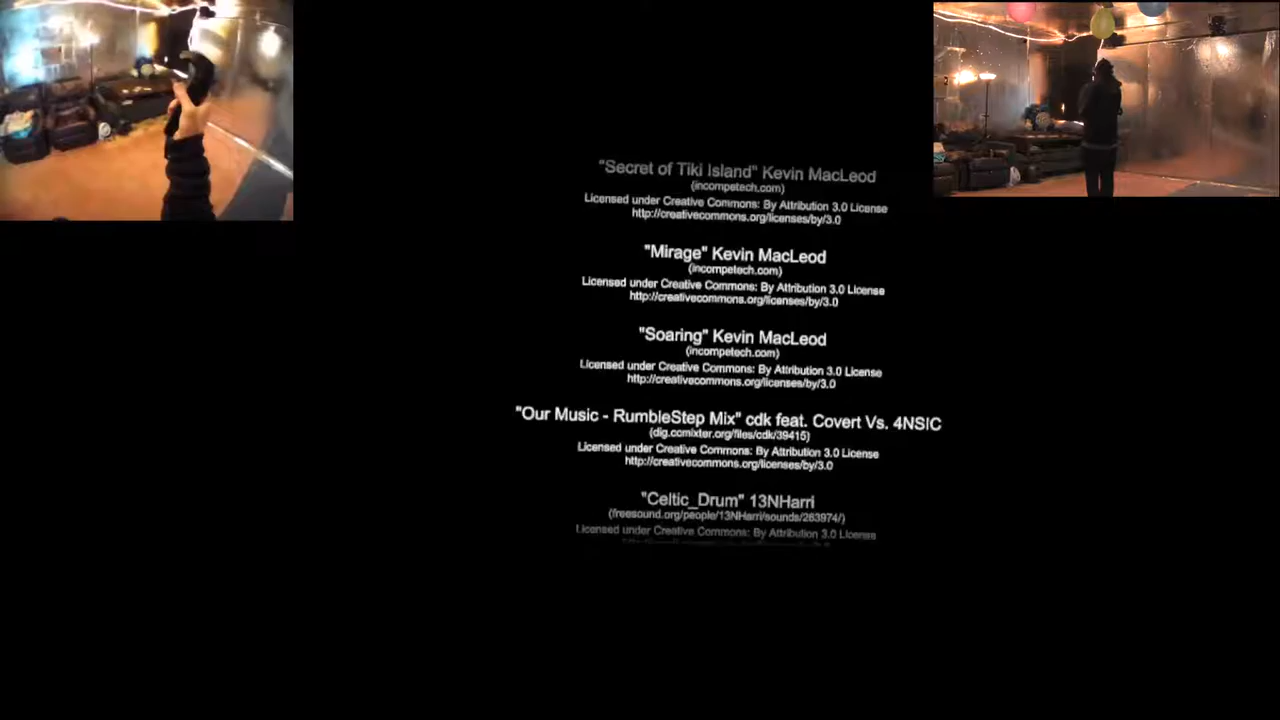 "Secret of Tiki Island" Kevin MacLeod
(incompetech.com)
Licensed under Creative Commons: By Attribution 3.0 License
http://creativecommons.org/licenses/by/3.0
"Mirage" Kevin MacLeod
(incompetech.com)
Licensed under Creative Commons: By Attribution 3.0 License
http://creativecommons.org/licenses/by/3.0
"Soaring" Kevin MacLeod
(incompetech.com)
Licensed under Creative Commons: By Attribution 3.0 License
http://creativecommons.org/licenses/by/3.0
"Our Music - RumbleStep Mix" cdk feat. Covert Vs. 4NSIC
(dig.ccmixter.org/files/cdk/39415)
Licensed under Creative Commons: By Attribution 3.0 License
http://creativecommons.org/licenses/by/3.0
"Celtic_Drum" 13NHarri
(freesound.org/people/13NHarri/sounds/263974/)
Licensed under Creative Commons: By Attribution 3.0 License